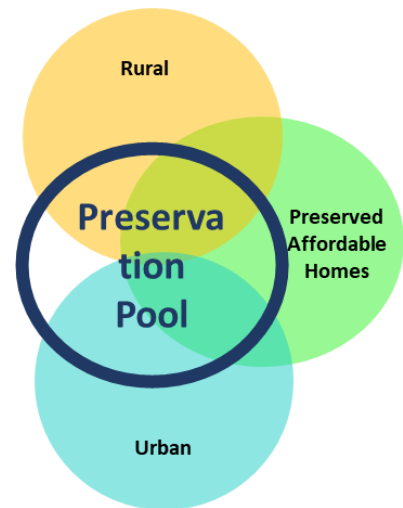 Rural
Preserva
tion
Pool
Preserved
Affordable
Homes
Urban